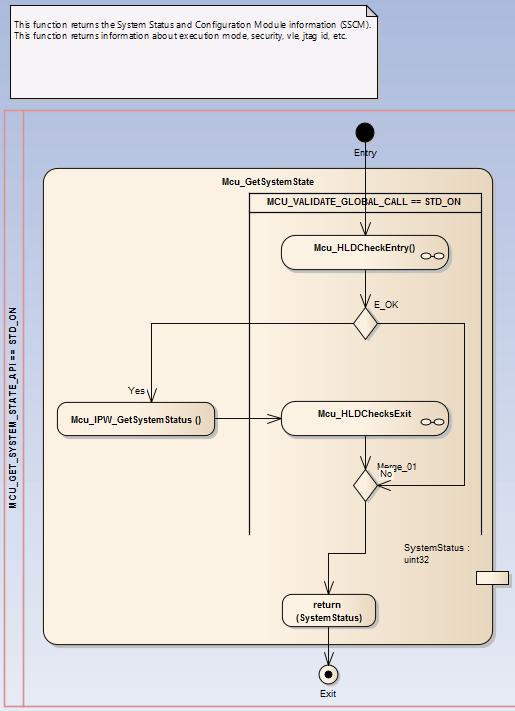 This function returns the System Status and Configuration Module information (SSCM).
This function returns information about execution mode, security, vle, jtag id, etc.
Entry
Mcu_GetSystemState
MCU_VALIDATE_GLOBAL_CALL == STD_ON
Mcu_HLDCheckEntry()
E_OK
MCU_GET_SYSTEM_STATE_API == STD_ON
Yes
Mcu_IPW_GetSystemStatus ()
Mcu_HLDChecksExit
Merge_01
No
SystemStatus :
uint32
return
(SystemStatus)
Exit